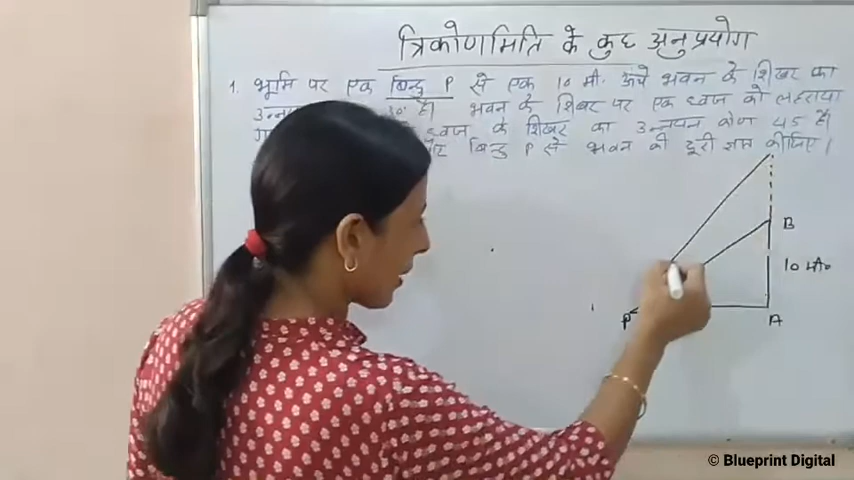 त्रिकोणमिति के कुछ अनुप्रयोग
1. भूमि पर एक बिन्दु P से एक 10 मी. ऊंचे भवन के शिखर का
30° है। भवन के शिखर पर एक ध्वज को लहराया
ध्वज के शिखर का उन्नयन कोण 45 है।
बिन्दु P से भवन की दूरी ज्ञात कीजिए।
B
10 मी०
P
A
© Blueprint Digital